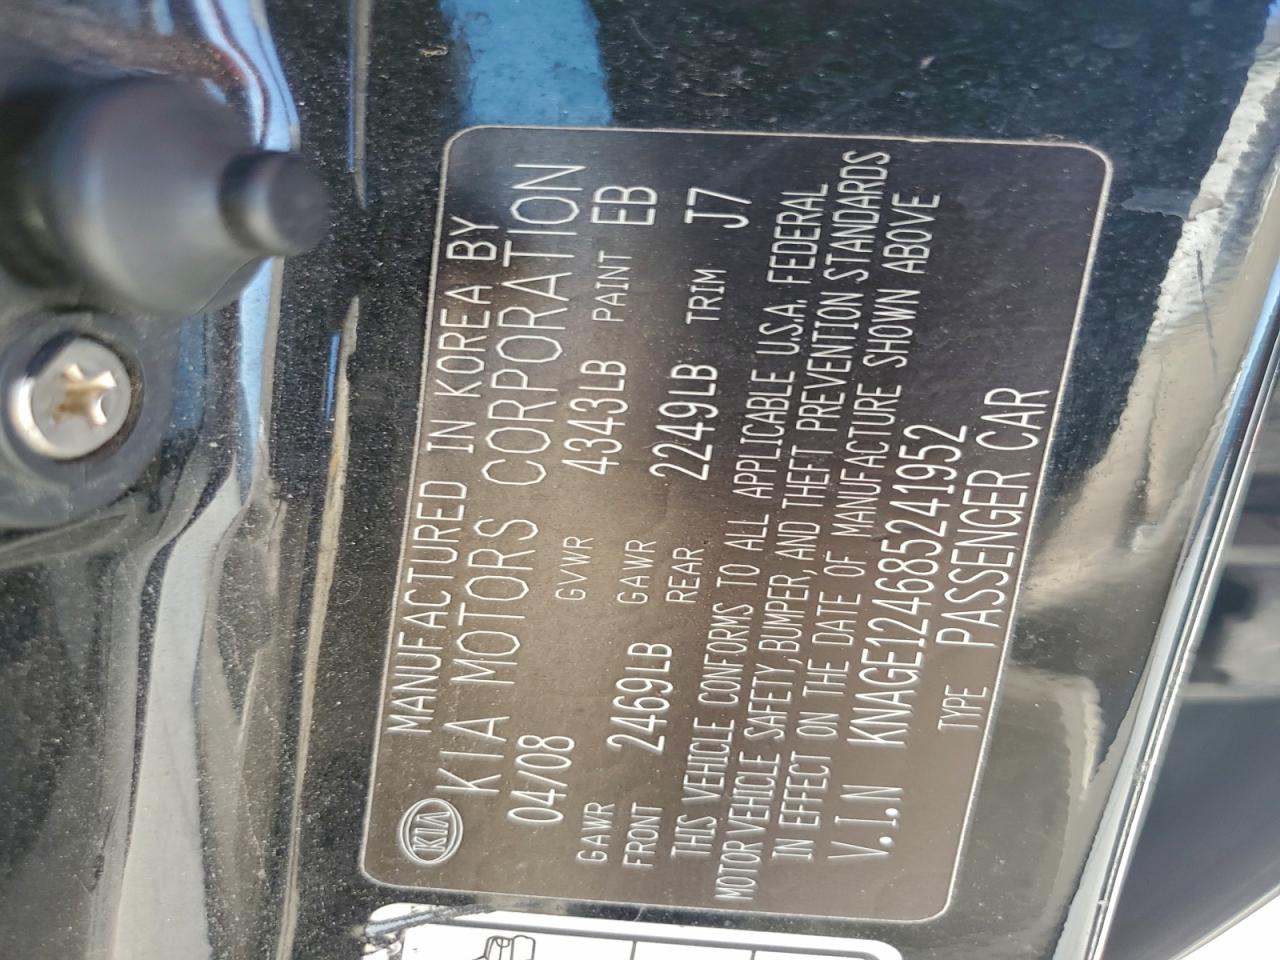 KIA MANUFACTURED IN KOREA BY
KIA MOTORS CORPORATION
04/08 GVWR 4343LB PAINT EB
GAWR FRONT 2469LB GAWR REAR 2249LB TRIM J7
THIS VEHICLE CONFORMS TO ALL APPLICABLE U.S.A. FEDERAL
MOTOR VEHICLE SAFETY, BUMPER, AND THEFT PREVENTION STANDARDS
IN EFFECT ON THE DATE OF MANUFACTURE SHOWN ABOVE
V.I.N KNAGE124685241952
TYPE PASSENGER CAR